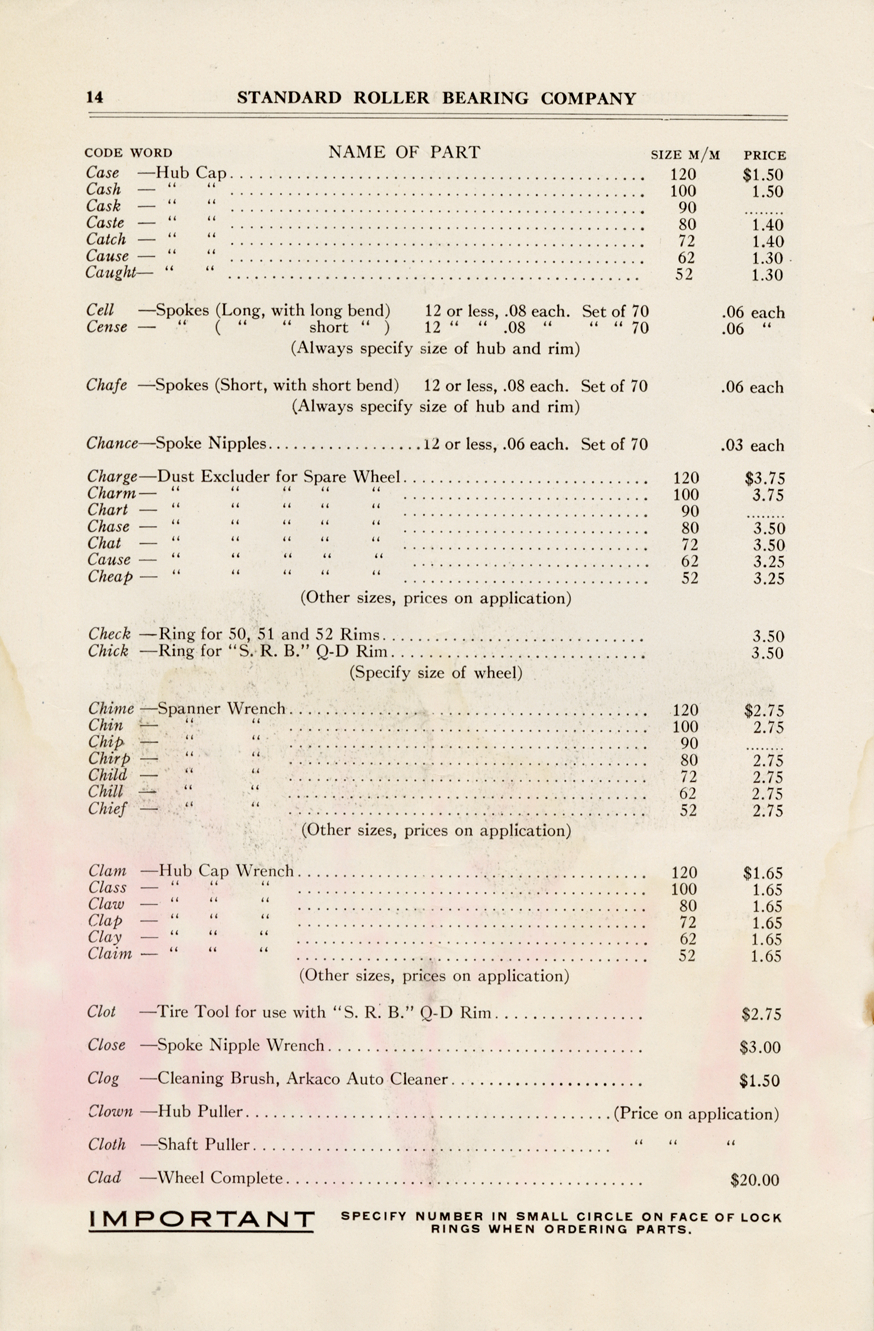 14 STANDARD ROLLER BEARING COMPANY
CODE WORD NAME OF PART SIZE M/M PRICE
Case —Hub Cap........................................ 120 $1.50
Cash — “ “ ........................................ 100 1.50
Cask — “ “ ........................................ 90 ........
Caste — “ “ ........................................ 80 1.40
Catch — “ “ ........................................ 72 1.40
Cause — “ “ ........................................ 62 1.30
Caught— “ “ ........................................ 52 1.30
Cell —Spokes (Long, with long bend) 12 or less, .08 each. Set of 70 .06 each
Cense — “ ( “ “ short “ ) 12 “ “ .08 “ “ “ 70 .06 “
(Always specify size of hub and rim)
Chafe —Spokes (Short, with short bend) 12 or less, .08 each. Set of 70 .06 each
(Always specify size of hub and rim)
Chance—Spoke Nipples..................12 or less, .06 each. Set of 70 .03 each
Charge—Dust Excluder for Spare Wheel............................ 120 $3.75
Charm— “ “ “ “ “ ............................ 100 3.75
Chart — “ “ “ “ “ ............................ 90 ........
Chase — “ “ “ “ “ ............................ 80 3.50
Chat — “ “ “ “ “ ............................ 72 3.50
Cause — “ “ “ “ “ ........................... 62 3.25
Cheap — “ “ “ “ “ ............................ 52 3.25
(Other sizes, prices on application)
Check —Ring for 50, 51 and 52 Rims............................. 3.50
Chick —Ring for “S. R. B.” Q-D Rim............................. 3.50
(Specify size of wheel)
Chime —Spanner Wrench........................................ 120 $2.75
Chin — “ “ ........................................ 100 2.75
Chip — “ “ ........................................ 90 ........
Chirp — “ “ ........................................ 80 2.75
Child — “ “ ........................................ 72 2.75
Chill — “ “ ........................................ 62 2.75
Chief — “ “ ........................................ 52 2.75
(Other sizes, prices on application)
Clam —Hub Cap Wrench....................................... 120 $1.65
Class — “ “ “ ....................................... 100 1.65
Claw — “ “ “ ....................................... 80 1.65
Clap — “ “ “ ....................................... 72 1.65
Clay — “ “ “ ....................................... 62 1.65
Claim — “ “ “ ....................................... 52 1.65
(Other sizes, prices on application)
Clot —Tire Tool for use with “S. R. B.” Q-D Rim................. $2.75
Close —Spoke Nipple Wrench.................................... $3.00
Clog —Cleaning Brush, Arkaco Auto Cleaner...................... $1.50
Clown —Hub Puller.........................................(Price on application)
Cloth —Shaft Puller........................................ “ “ “
Clad —Wheel Complete........................................ $20.00
IMPORTANT SPECIFY NUMBER IN SMALL CIRCLE ON FACE OF LOCK
RINGS WHEN ORDERING PARTS.